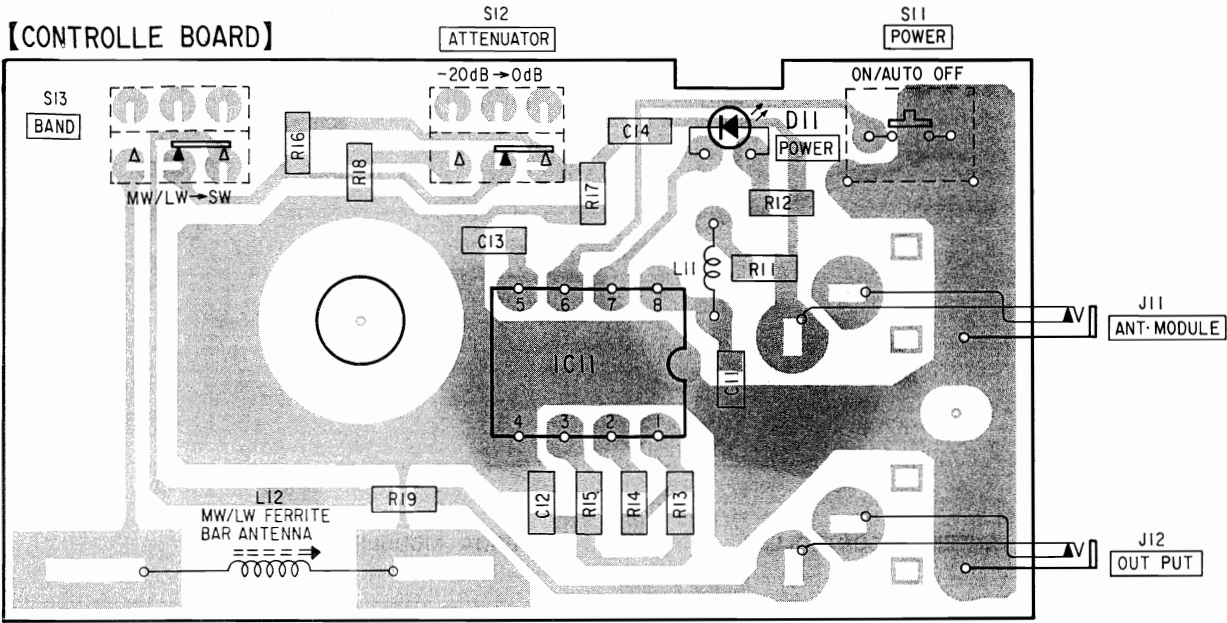 【CONTROLLE BOARD】
S12
ATTENUATOR
S11
POWER
-20dB→0dB
ON/AUTO OFF
S13
BAND
R16
R18
C14
D11
POWER
MW/LW→SW
R17
R12
C13
L11
R11
5 6 7 8
J11
ANT·MODULE
IC11
C11
4 3 2 1
L12
MW/LW FERRITE
BAR ANTENNA
R19
C12
R15
R14
R13
J12
OUT PUT